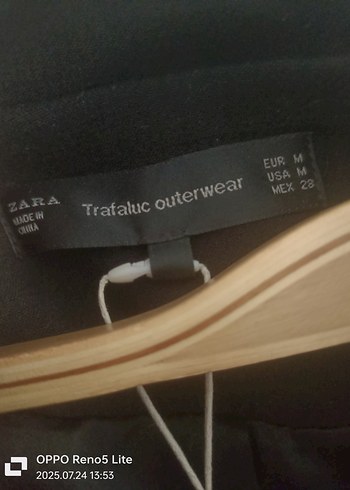 ZARA
MADE IN
CHINA
Trafaluc outerwear
EUR M
USA M
MEX 28
OPPO Reno5 Lite
2025.07.24 13:53